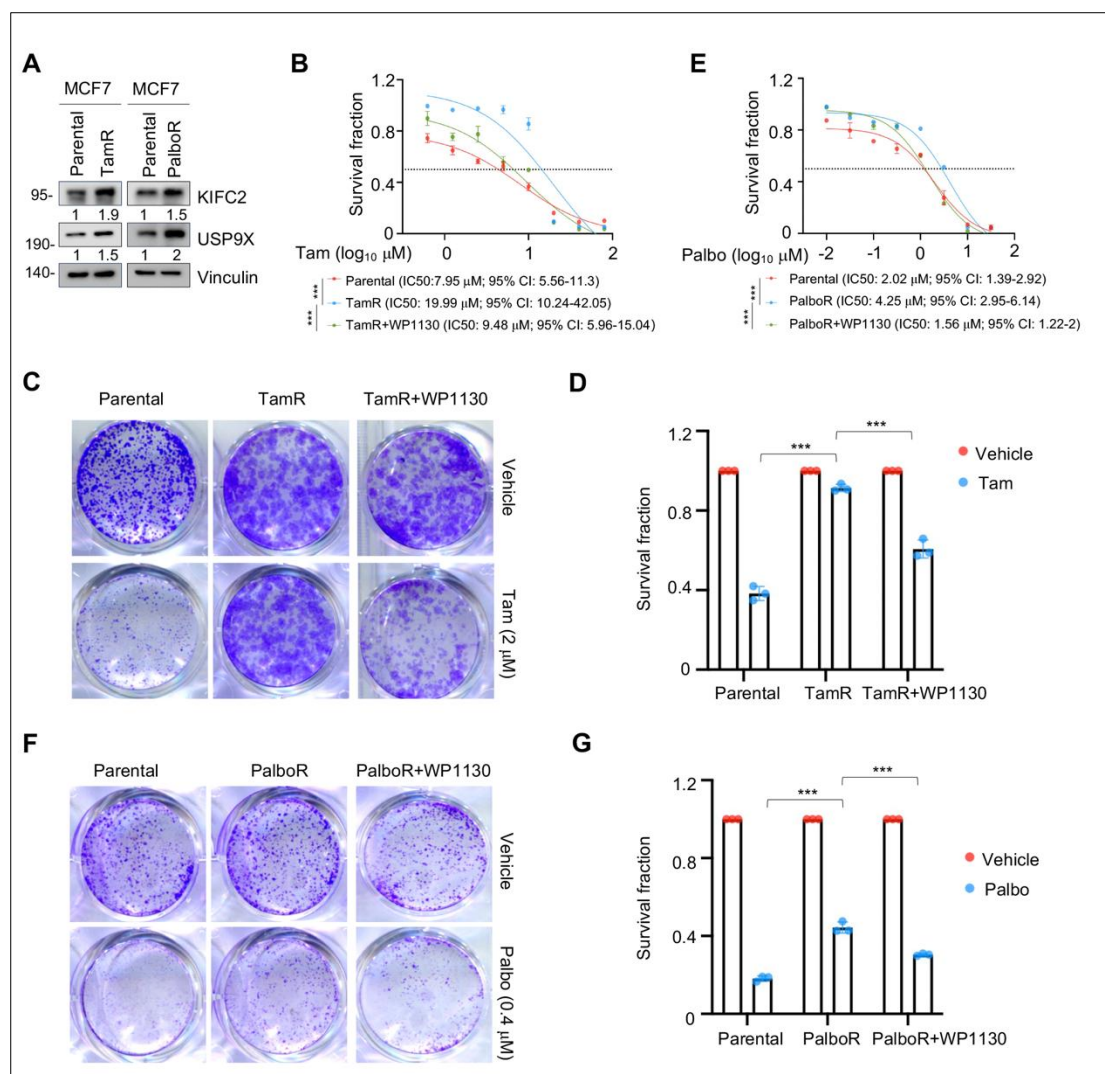 A
MCF7 MCF7
Parental TamR Parental PalboR
95- KIFC2
1 1.9 1 1.5
190- USP9X
1 1.5 1 2
140- Vinculin
B
Survival fraction
1.2
0.8
0.4
0
0 1 2
Tam (log10 μM)
Parental (IC50:7.95 μM; 95% CI: 5.56-11.3)
***
TamR (IC50: 19.99 μM; 95% CI: 10.24-42.05)
***
TamR+WP1130 (IC50: 9.48 μM; 95% CI: 5.96-15.04)
E
Survival fraction
1.2
0.8
0.4
0
-2 -1 0 1 2
Palbo (log10 μM)
Parental (IC50: 2.02 μM; 95% CI: 1.39-2.92)
***
PalboR (IC50: 4.25 μM; 95% CI: 2.95-6.14)
***
PalboR+WP1130 (IC50: 1.56 μM; 95% CI: 1.22-2)
C
Parental TamR TamR+WP1130
Vehicle
Tam (2 μM)
D
Survival fraction
1.2
0.8
0.4
0
*** ***
Vehicle
Tam
Parental TamR TamR+WP1130
F
Parental PalboR PalboR+WP1130
Vehicle
Palbo (0.4 μM)
G
Survival fraction
1.2
0.8
0.4
0
*** ***
Vehicle
Palbo
Parental PalboR PalboR+WP1130